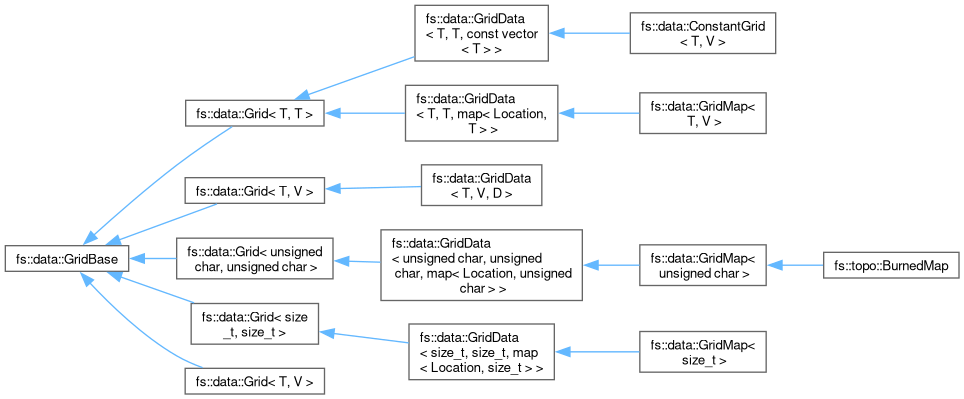 fs::data::GridData
< T, T, const vector
< T > >
fs::data::ConstantGrid
< T, V >
fs::data::Grid< T, T >
fs::data::GridData
< T, T, map< Location,
T > >
fs::data::GridMap<
T, V >
fs::data::Grid< T, V >
fs::data::GridData
< T, V, D >
fs::data::GridBase
fs::data::Grid< unsigned
char, unsigned char >
fs::data::GridData
< unsigned char, unsigned
char, map< Location, unsigned
char > >
fs::data::GridMap<
unsigned char >
fs::topo::BurnedMap
fs::data::Grid< size
_t, size_t >
fs::data::GridData
< size_t, size_t, map
< Location, size_t > >
fs::data::GridMap<
size_t >
fs::data::Grid< T, V >